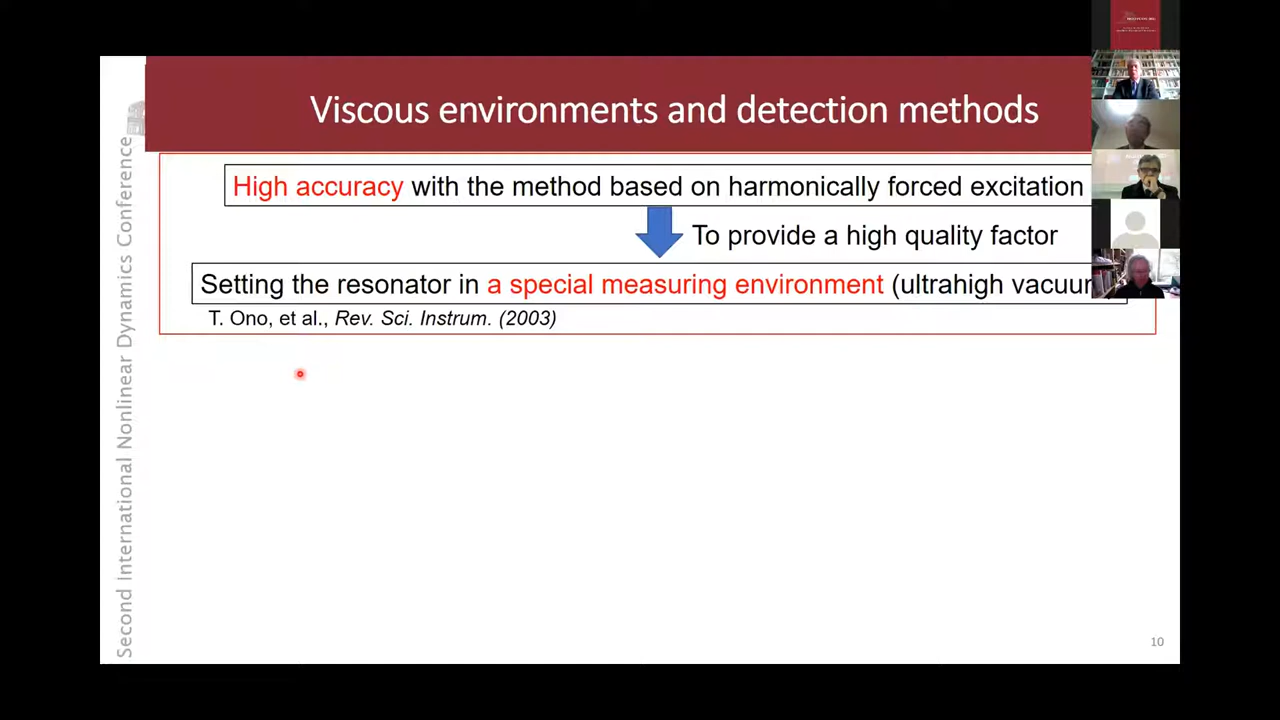 Viscous environments and detection methods
High accuracy with the method based on harmonically forced excitation
To provide a high quality factor
Setting the resonator in a special measuring environment (ultrahigh vacuum
T. Ono, et al., Rev. Sci. Instrum. (2003)
Second International Nonlinear Dynamics Conference
10